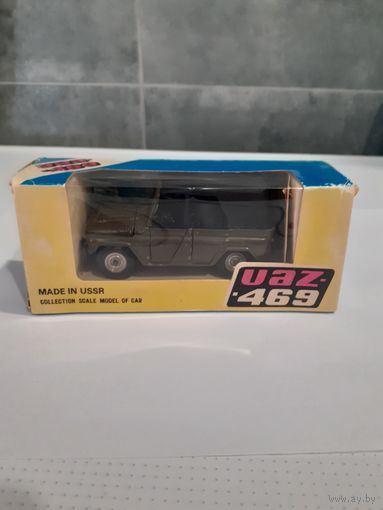 MADE IN USSR
COLLECTION SCALE MODEL OF CAR
uaz-
-469
www.ay.by